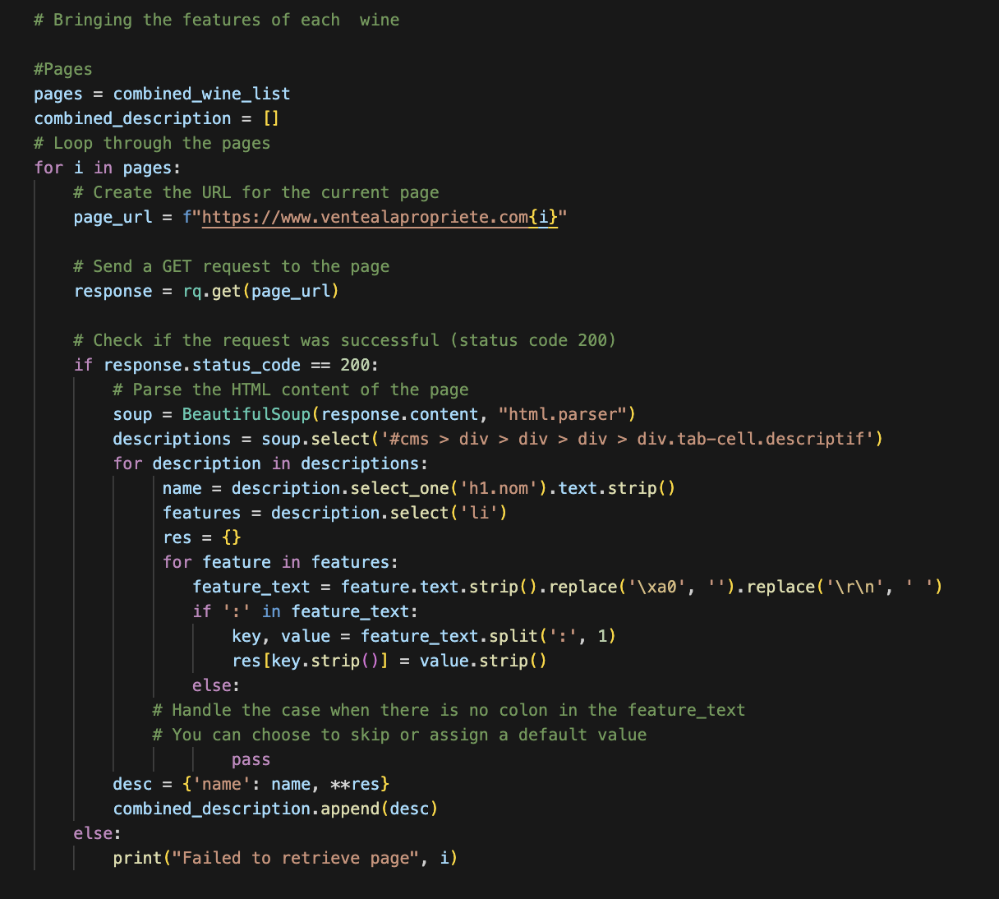 # Bringing the features of each  wine
#Pages
pages = combined_wine_list
combined_description = []
# Loop through the pages
for i in pages:
    # Create the URL for the current page
    page_url = f"https://www.ventealapropriete.com{i}"
    # Send a GET request to the page
    response = rq.get(page_url)
    # Check if the request was successful (status code 200)
    if response.status_code == 200:
        # Parse the HTML content of the page
        soup = BeautifulSoup(response.content, "html.parser")
        descriptions = soup.select('#cms > div > div > div > div.tab-cell.descriptif')
        for description in descriptions:
             name = description.select_one('h1.nom').text.strip()
             features = description.select('li')
             res = {}
             for feature in features:
                feature_text = feature.text.strip().replace('\xa0', '').replace('\r\n', ' ')
                if ':' in feature_text:
                    key, value = feature_text.split(':', 1)
                    res[key.strip()] = value.strip()
                else:
            # Handle the case when there is no colon in the feature_text
            # You can choose to skip or assign a default value
                    pass
        desc = {'name': name, **res}
        combined_description.append(desc)
    else:
        print("Failed to retrieve page", i)